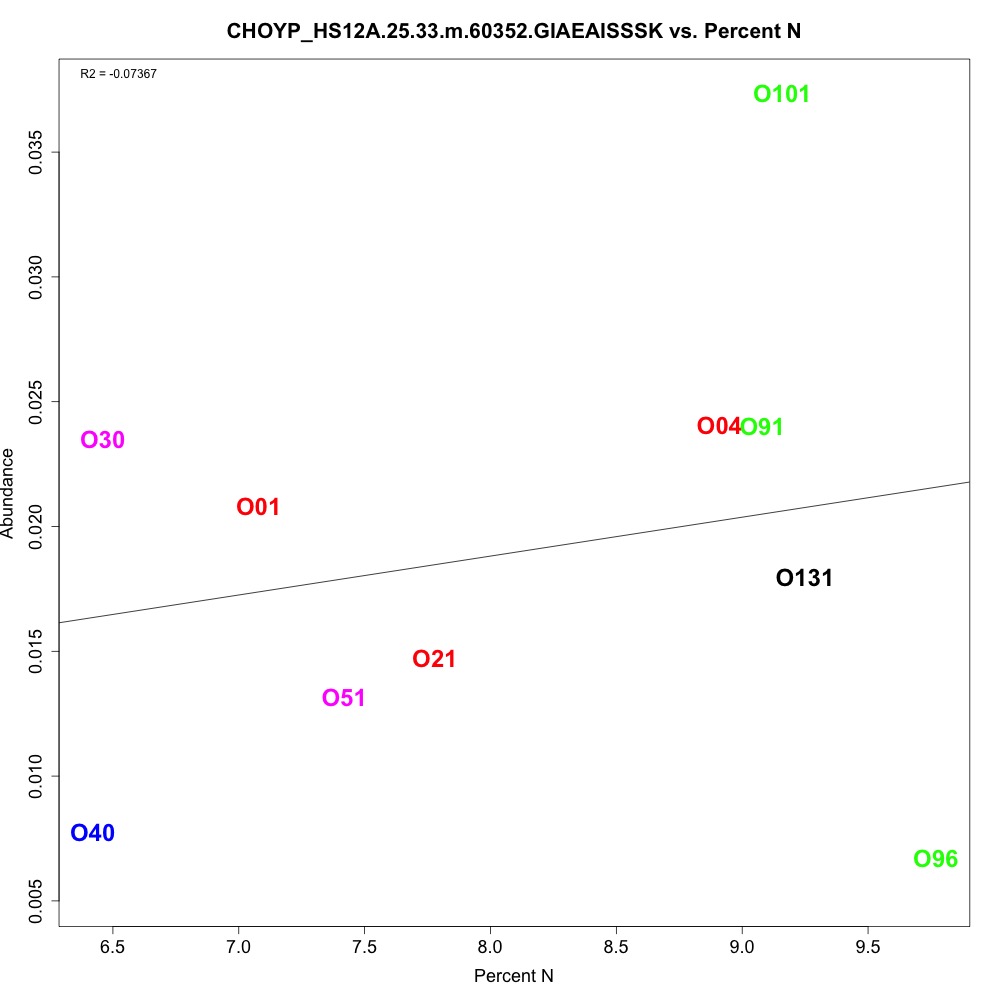 CHOYP_HS12A.25.33.m.60352.GIAEAISSSK vs. Percent N
R2 = -0.07367
O101
O04
O91
O30
O01
O131
O21
O51
O40
O96
Abundance
0.035
0.030
0.025
0.020
0.015
0.010
0.005
6.5 7.0 7.5 8.0 8.5 9.0 9.5
Percent N